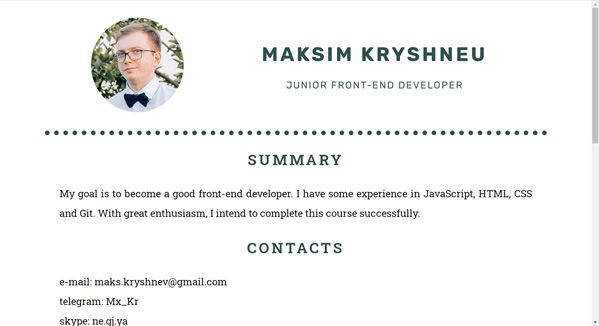 MAKSIM KRYSHNEU
JUNIOR FRONT-END DEVELOPER
SUMMARY
My goal is to become a good front-end developer. I have some experience in JavaScript, HTML, CSS
and Git. With great enthusiasm, I intend to complete this course successfully.
CONTACTS
e-mail: maks.kryshnev@gmail.com
telegram: Mx_Kr
skype: ne.gj.ya